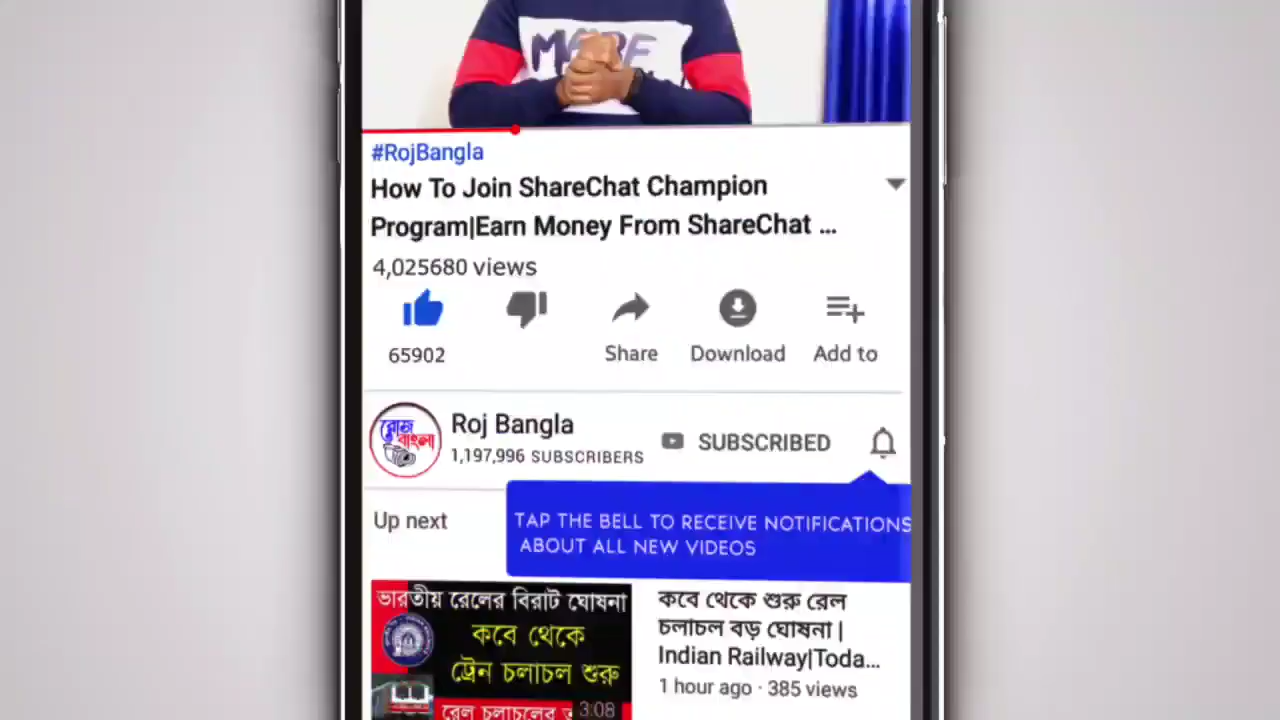 #RojBangla
How To Join ShareChat Champion
Program|Earn Money From ShareChat ...
4,025680 views
65902
Share
Download
Add to
রোজ
বাংলা
Roj Bangla
1,197,996 SUBSCRIBERS
SUBSCRIBED
Up next
TAP THE BELL TO RECEIVE NOTIFICATIONS
ABOUT ALL NEW VIDEOS
ভারতীয় রেলের বিরাট ঘোষনা
কবে থেকে
ট্রেন চলাচল শুরু
রেল চলাচলের
3:08
কবে থেকে শুরু রেল
চলাচল বড় ঘোষনা |
Indian Railway|Toda...
1 hour ago · 385 views